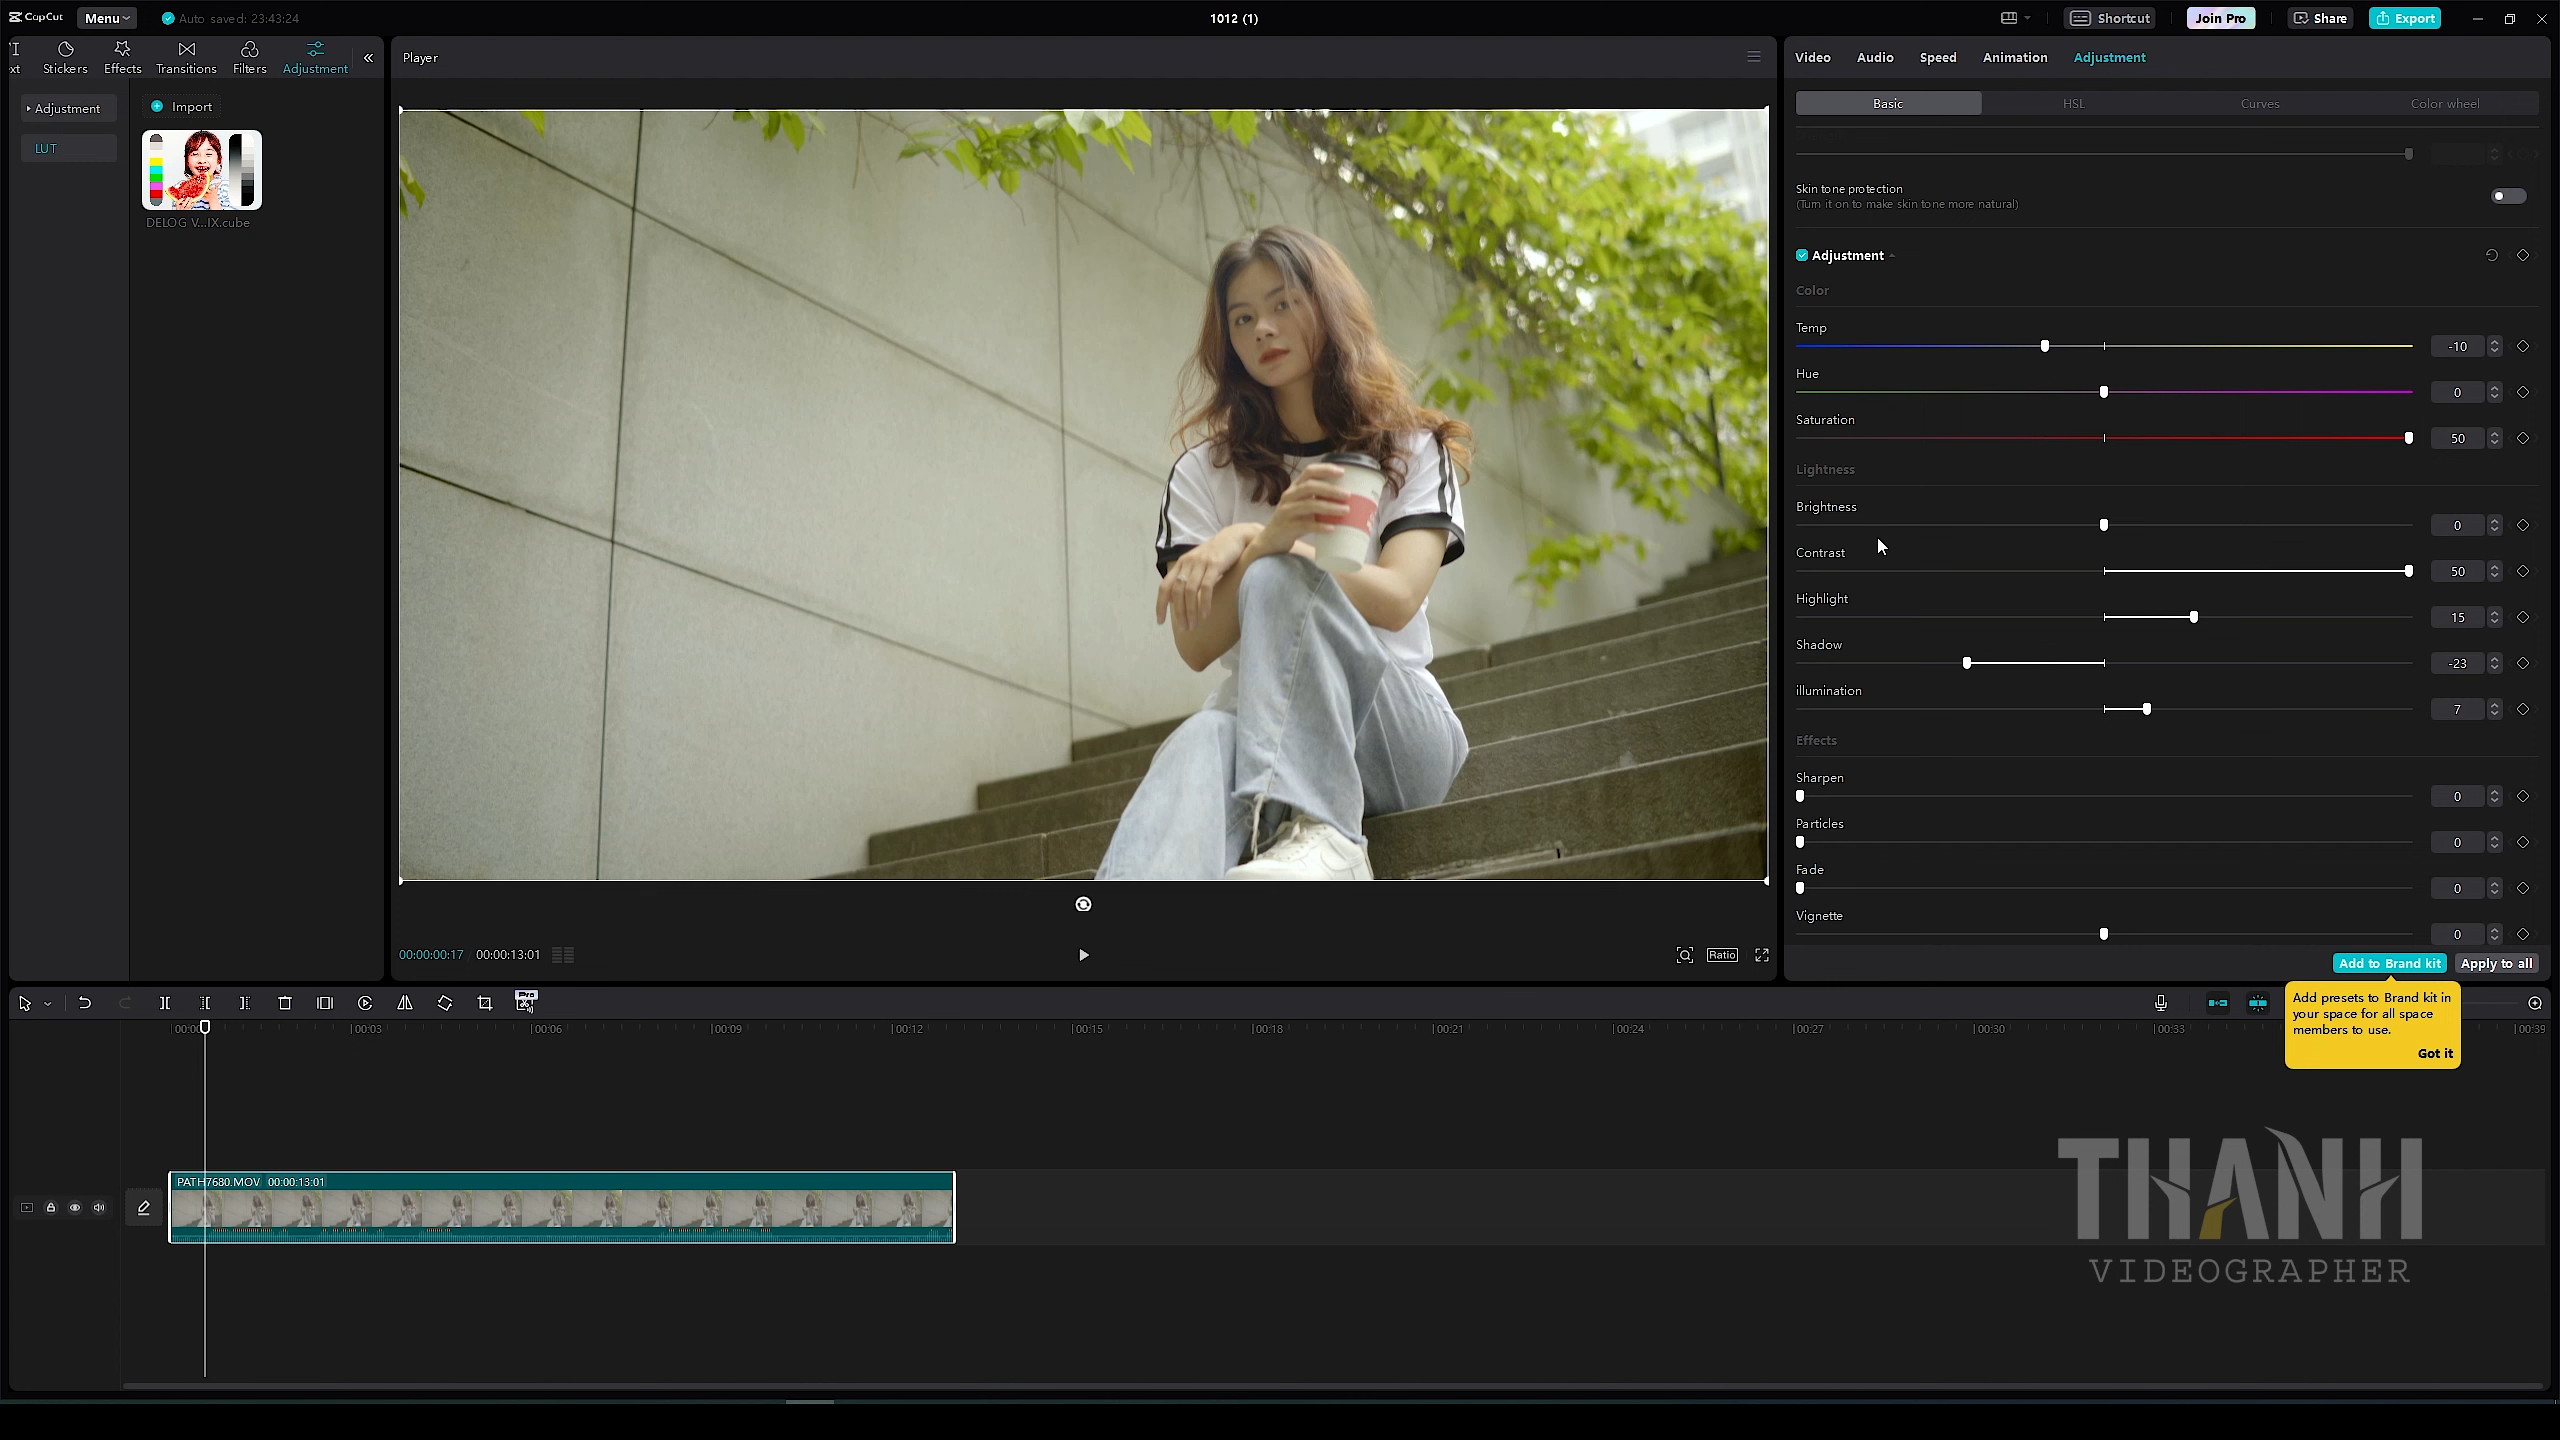 CapCut
Menu
Auto saved: 23:43:24
1012 (1)
Shortcut
Join Pro
Share
Export
xt
Stickers
Effects
Transitions
Filters
Adjustment
Adjustment
LUT
Import
DELOG V...IX.cube
Player
00:00:00:17
00:00:13:01
Ratio
Video
Audio
Speed
Animation
Adjustment
Basic
HSL
Curves
Color wheel
Skin tone protection
(Turn it on to make skin tone more natural)
Adjustment
Color
Temp
-10
Hue
0
Saturation
50
Lightness
Brightness
0
Contrast
50
Highlight
15
Shadow
-23
illumination
7
Effects
Sharpen
0
Particles
0
Fade
0
Vignette
0
Add to Brand kit
Apply to all
Add presets to Brand kit in
your space for all space
members to use.
Got it
Pro
00:03
00:06
00:09
00:12
00:15
00:18
00:21
00:24
00:27
00:30
00:33
00:39
PATH7680.MOV 00:00:13:01
THANH
VIDEOGRAPHER